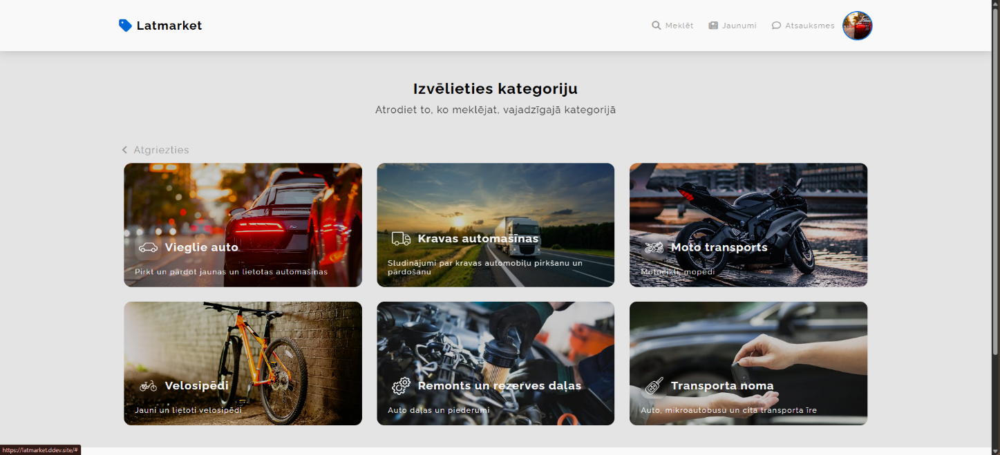 Latmarket
Meklēt
Jaunumi
Atsauksmes
Izvēlieties kategoriju
Atrodiet to, ko meklējat, vajadzīgajā kategorijā
Atgriezties
Vieglie auto
Pirkt un pārdot jaunas un lietotas automašīnas
Kravas automašīnas
Sludinājumi par kravas automobiļu pirkšanu un
pārdošanu
Moto transports
Motocikli, mopēdi
Velosipēdi
Jauni un lietoti velosipēdi
Remonts un rezerves daļas
Auto daļas un piederumi
Transporta noma
Auto, mikroautobusu un cita transporta īre
https://latmarket.ddev.site/#